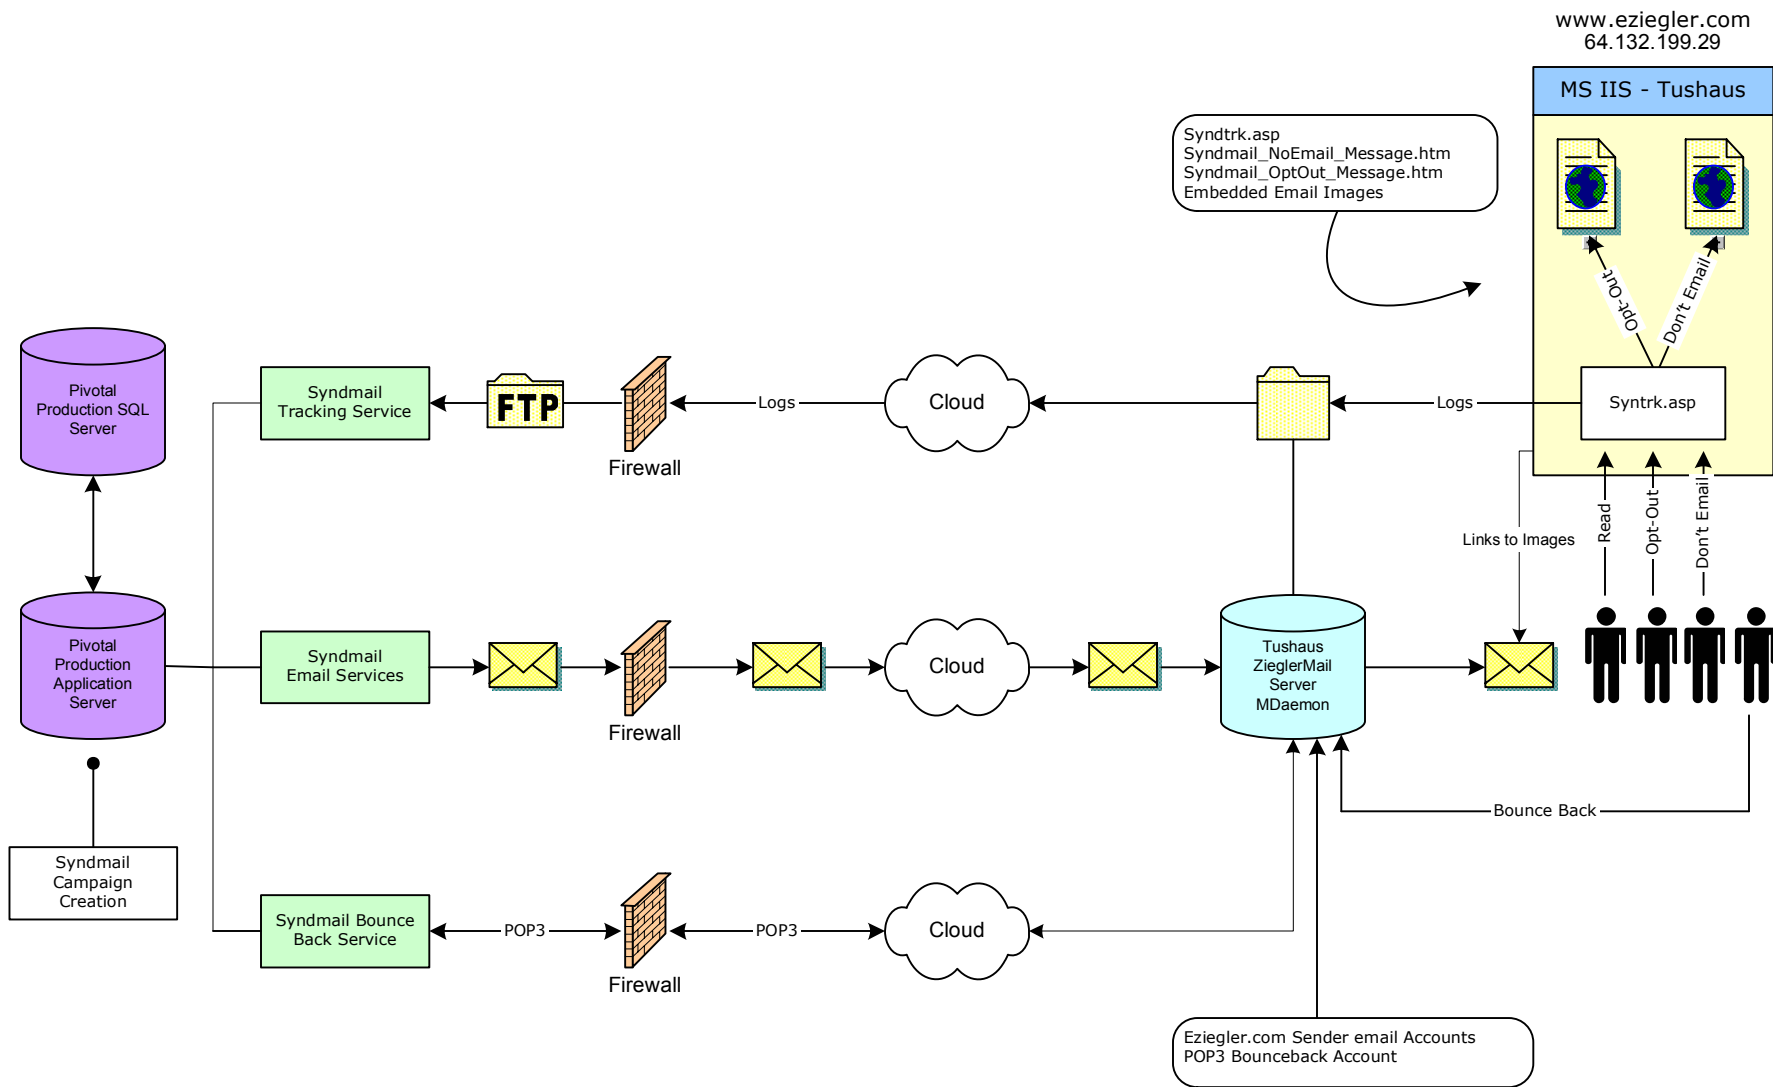 www.eziegler.com
64.132.199.29
MS IIS - Tushaus
Syndtrk.asp
Syndmail_NoEmail_Message.htm
Syndmail_OptOut_Message.htm
Embedded Email Images
Opt-Out
Don't Email
Pivotal
Production SQL
Server
Syndmail
Tracking Service
FTP
Firewall
Logs
Cloud
Logs
Syntrk.asp
Links to Images
Read
Opt-Out
Don't Email
Pivotal
Production
Application
Server
Syndmail
Email Services
Firewall
Cloud
Tushaus
ZieglerMail
Server
MDaemon
Bounce Back
Syndmail
Campaign
Creation
Syndmail Bounce
Back Service
POP3
Firewall
POP3
Cloud
Eziegler.com Sender email Accounts
POP3 Bounceback Account